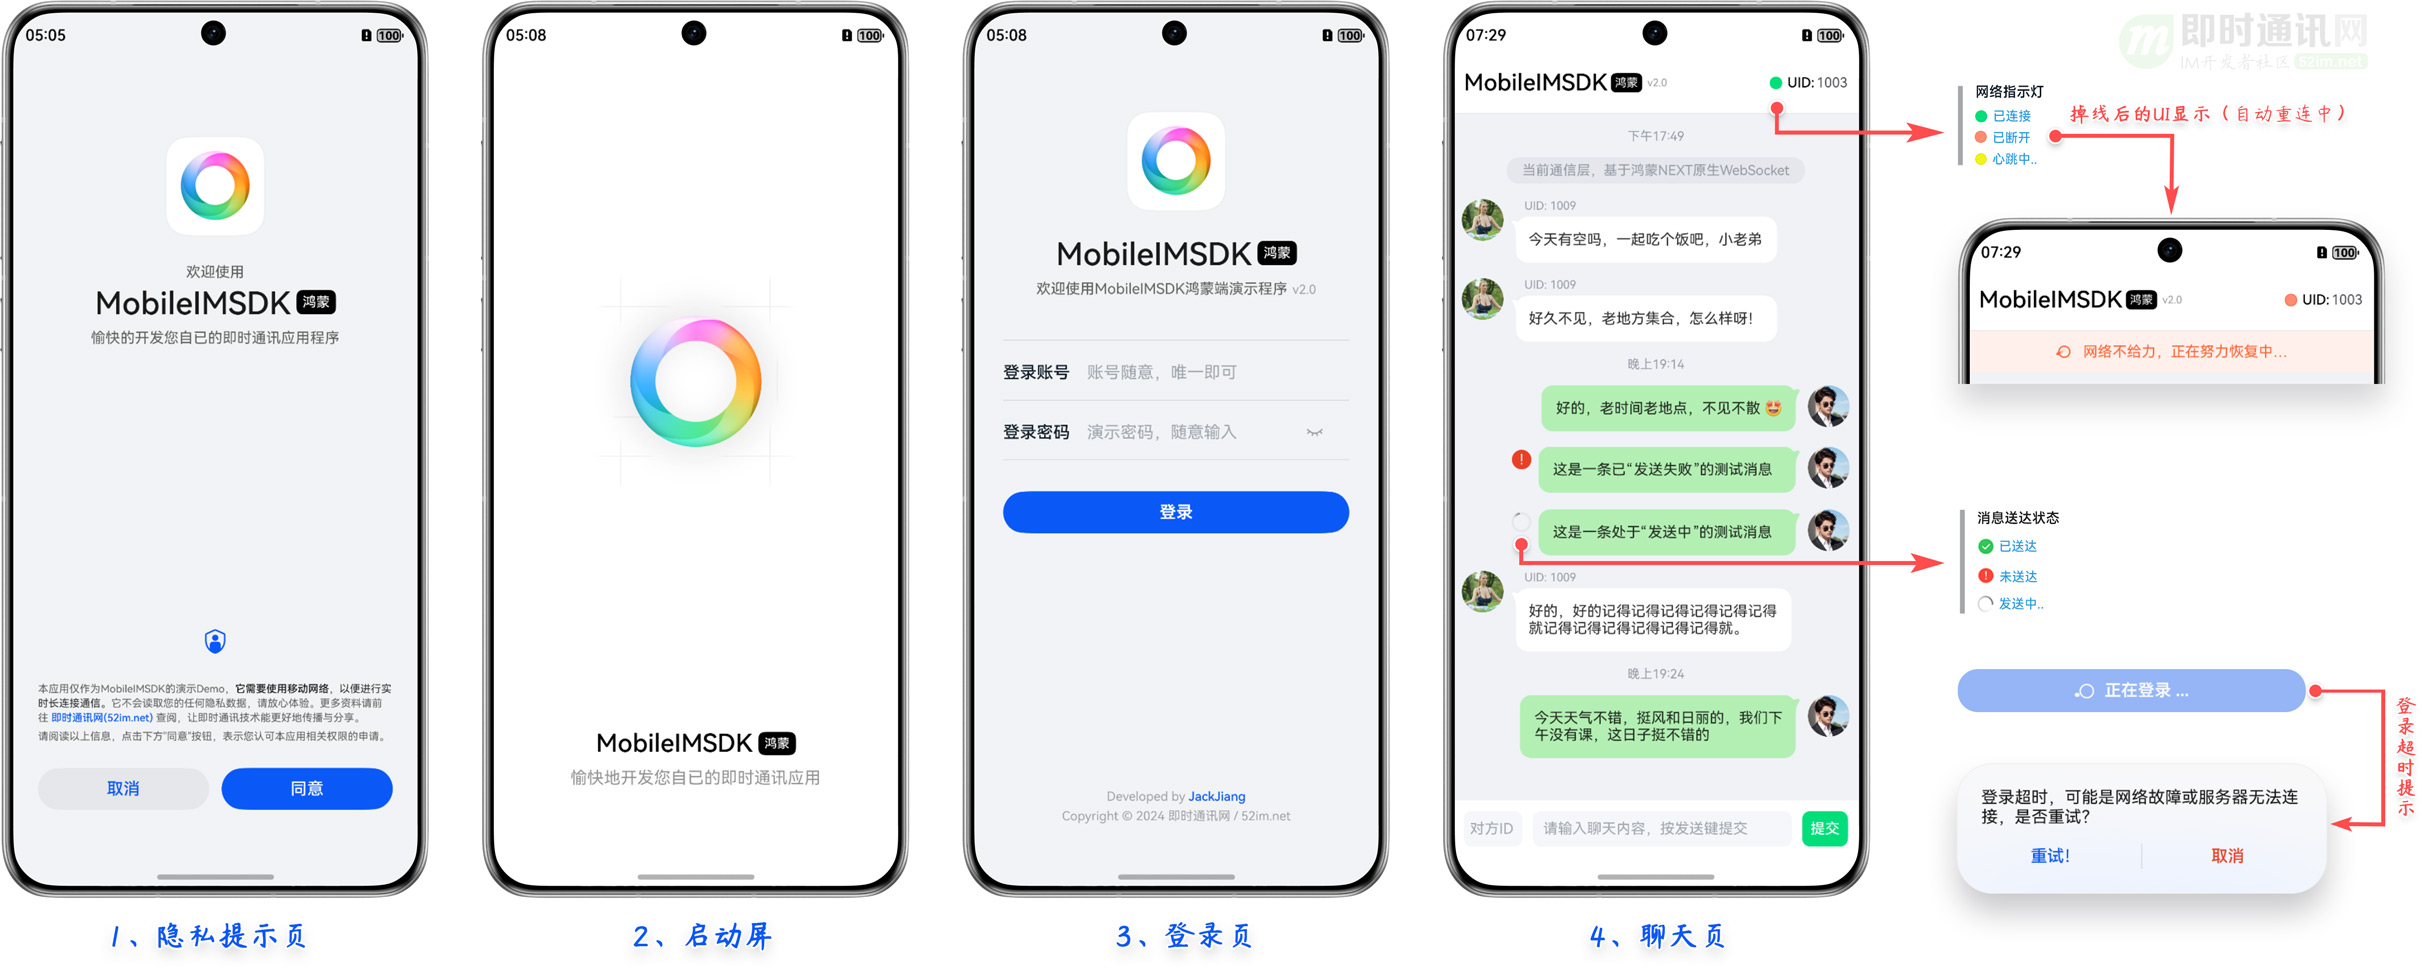 05:05
100
欢迎使用
MobileIMSDK 鸿蒙
愉快的开发您自已的即时通讯应用程序
本应用仅作为MobileIMSDK的演示Demo，它需要使用移动网络，以便进行实
时长连接通信。它不会读取您的任何隐私数据，请放心体验。更多资料请前
往 即时通讯网(52im.net) 查阅，让即时通讯技术能更好地传播与分享。
请阅读以上信息，点击下方“同意”按钮，表示您认可本应用相关权限的申请。
取消
同意
1、隐私提示页
05:08
100
MobileIMSDK 鸿蒙
愉快地开发您自已的即时通讯应用
2、启动屏
05:08
100
MobileIMSDK 鸿蒙
欢迎使用MobileIMSDK鸿蒙端演示程序 v2.0
登录账号 账号随意，唯一即可
登录密码 演示密码，随意输入
登录
Developed by JackJiang
Copyright © 2024 即时通讯网 / 52im.net
3、登录页
07:29
100
MobileIMSDK 鸿蒙 v2.0
UID: 1003
下午17:49
当前通信层，基于鸿蒙NEXT原生WebSocket
UID: 1009
今天有空吗，一起吃个饭吧，小老弟
UID: 1009
好久不见，老地方集合，怎么样呀！
晚上19:14
好的，老时间老地点，不见不散 🤩
这是一条已“发送失败”的测试消息
这是一条处于“发送中”的测试消息
UID: 1009
好的，好的记得记得记得记得记得记得
就记得记得记得记得记得记得就。
晚上19:24
今天天气不错，挺风和日丽的，我们下
午没有课，这日子挺不错的
对方ID
请输入聊天内容，按发送键提交
提交
4、聊天页
m 即时通讯网
IM开发者社区 52im.net
网络指示灯
已连接
已断开
心跳中..
掉线后的UI显示（自动重连中）
07:29
100
MobileIMSDK 鸿蒙 v2.0
UID: 1003
网络不给力，正在努力恢复中...
消息送达状态
已送达
未送达
发送中..
正在登录 ...
登录超时提示
登录超时，可能是网络故障或服务器无法连
接，是否重试？
重试！
取消